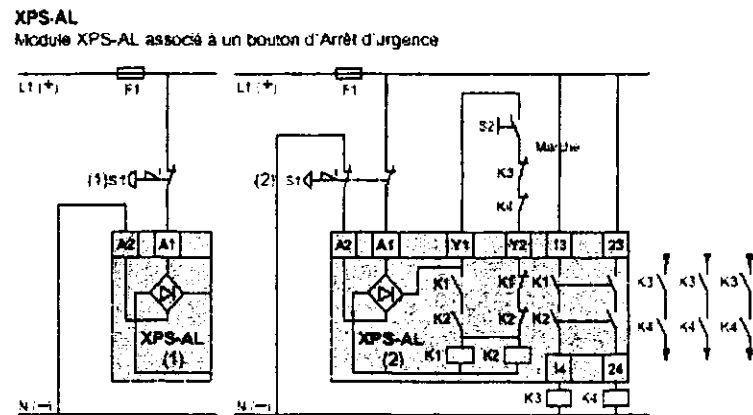 XPS-AL
Module XPS-AL associé à un bouton d'Arrêt d'urgence
L1 (+) F1 L1 (+) F1
S2
Marche
(1) S1 (2) S1 K3
K4
A2 A1 A2 A1 Y1 Y2 13 23
K1 K1 K1 K3 K3 K3
K2 K2 K2 K4 K4 K4
XPS-AL XPS-AL
(1) (2) K1 K2 14 24
K3 K4
N (-) N (-)